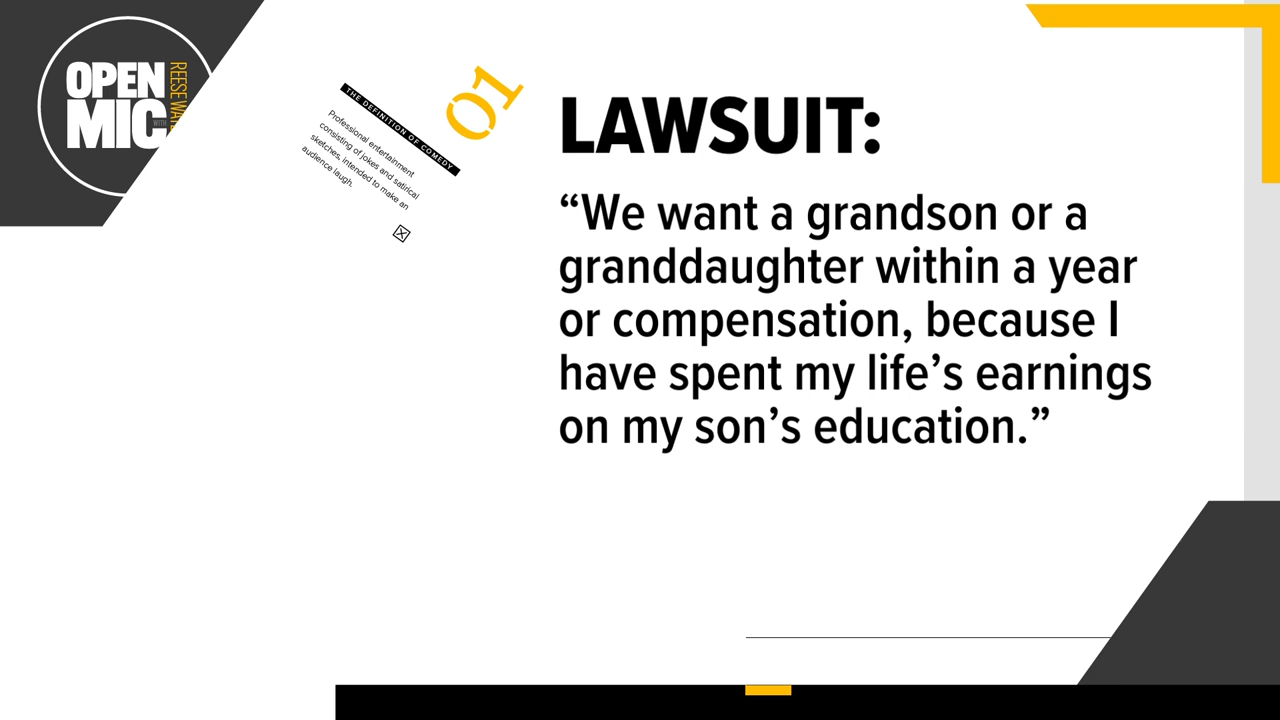 OPEN
MIC
WITH
01
THE DEFINITION OF COMEDY
Professional entertainment
consisting of jokes and satirical
sketches, intended to make an
audience laugh.
LAWSUIT:
“We want a grandson or a
granddaughter within a year
or compensation, because I
have spent my life’s earnings
on my son’s education.”